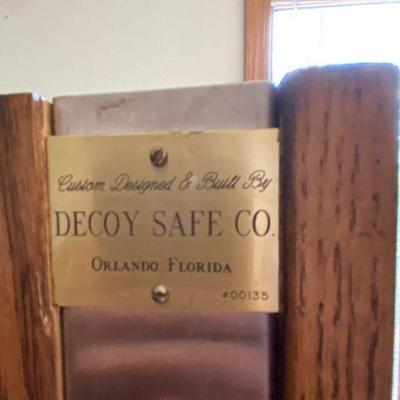 Custom Designed & Built By
DECOY SAFE CO.
ORLANDO FLORIDA
#00135